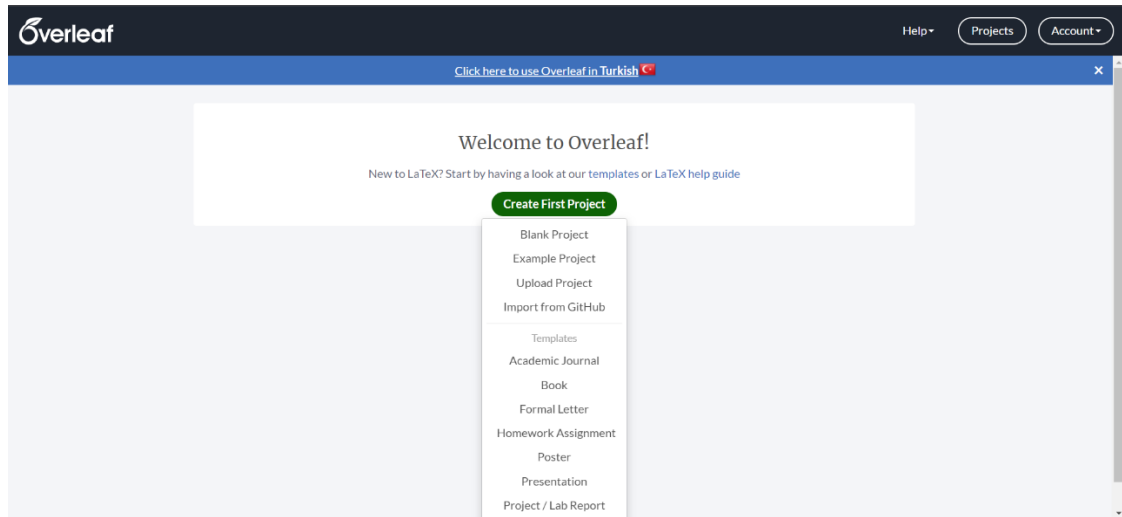 Overleaf
Help
Projects
Account
Click here to use Overleaf in Turkish
Welcome to Overleaf!
New to LaTeX? Start by having a look at our templates or LaTeX help guide
Create First Project
Blank Project
Example Project
Upload Project
Import from GitHub
Templates
Academic Journal
Book
Formal Letter
Homework Assignment
Poster
Presentation
Project / Lab Report